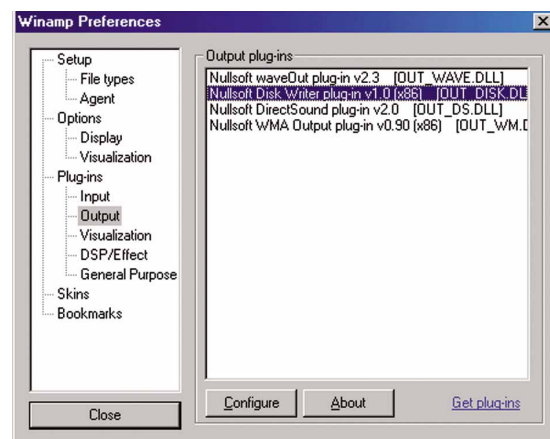 Winamp Preferences
Setup
File types
Agent
Options
Display
Visualization
Plug-ins
Input
Output
Visualization
DSP/Effect
General Purpose
Skins
Bookmarks
Close
Output plug-ins
Nullsoft waveOut plug-in v2.3 [OUT_WAVE.DLL]
Nullsoft Disk Writer plug-in v1.0 (x86) [OUT_DISK.DL
Nullsoft DirectSound plug-in v2.0 [OUT_DS.DLL]
Nullsoft WMA Output plug-in v0.90 (x86) [OUT_WM.D
Configure
About
Get plug-ins